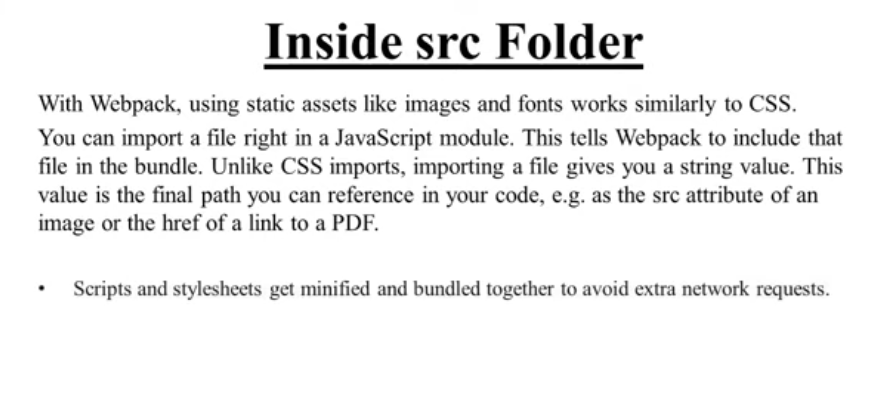 Inside src Folder
With Webpack, using static assets like images and fonts works similarly to CSS.
You can import a file right in a JavaScript module. This tells Webpack to include that
file in the bundle. Unlike CSS imports, importing a file gives you a string value. This
value is the final path you can reference in your code, e.g. as the src attribute of an
image or the href of a link to a PDF.
• Scripts and stylesheets get minified and bundled together to avoid extra network requests.